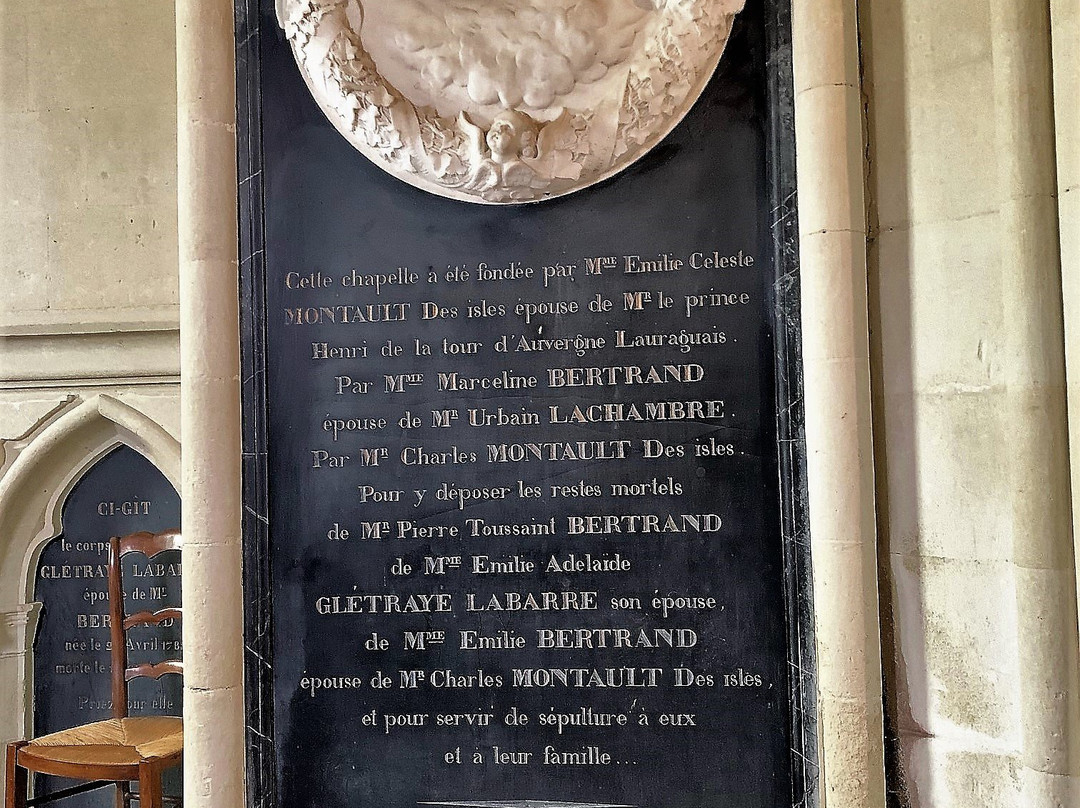 Cette chapelle a été fondée par Mᴹᴱ Emilie Celeste
MONTAULT Des isles épouse de Mᴿ le prince
Henri de la tour d'Auvergne Lauraguais.
Par Mᴹᴱ Marceline BERTRAND
épouse de Mᴿ Urbain LACHAMBRE.
Par Mᴿ Charles MONTAULT Des isles.
Pour y déposer les restes mortels
de Mᴿ Pierre Toussaint BERTRAND
de Mᴹᴱ Emilie Adelaïde
GLÉTRAYE LABARRE son épouse,
de Mᴹᴱ Emilie BERTRAND
épouse de Mᴿ Charles MONTAULT Des isles,
et pour servir de sépulture à eux
et à leur famille...
CI-GÎT
le corps
GLETRAYE LABA
épouse de Mᴿ
BER AND
née le Avril
morte le
Priez pour elle